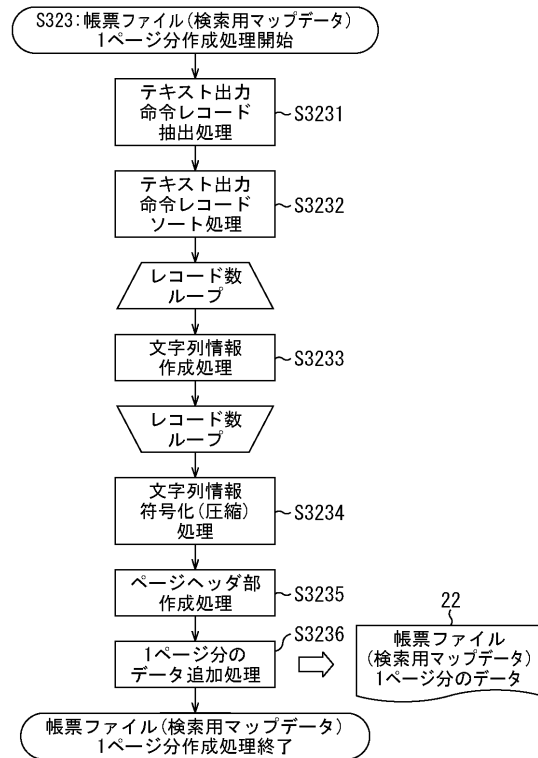 S323:帳票ファイル(検索用マップデータ)
1ページ分作成処理開始
テキスト出力
命令レコード
抽出処理
S3231
テキスト出力
命令レコード
ソート処理
S3232
レコード数
ループ
文字列情報
作成処理
S3233
レコード数
ループ
文字列情報
符号化(圧縮)
処理
S3234
ページヘッダ部
作成処理
S3235
1ページ分の
データ追加処理
S3236
22
帳票ファイル
(検索用マップデータ)
1ページ分のデータ
帳票ファイル(検索用マップデータ)
1ページ分作成処理終了